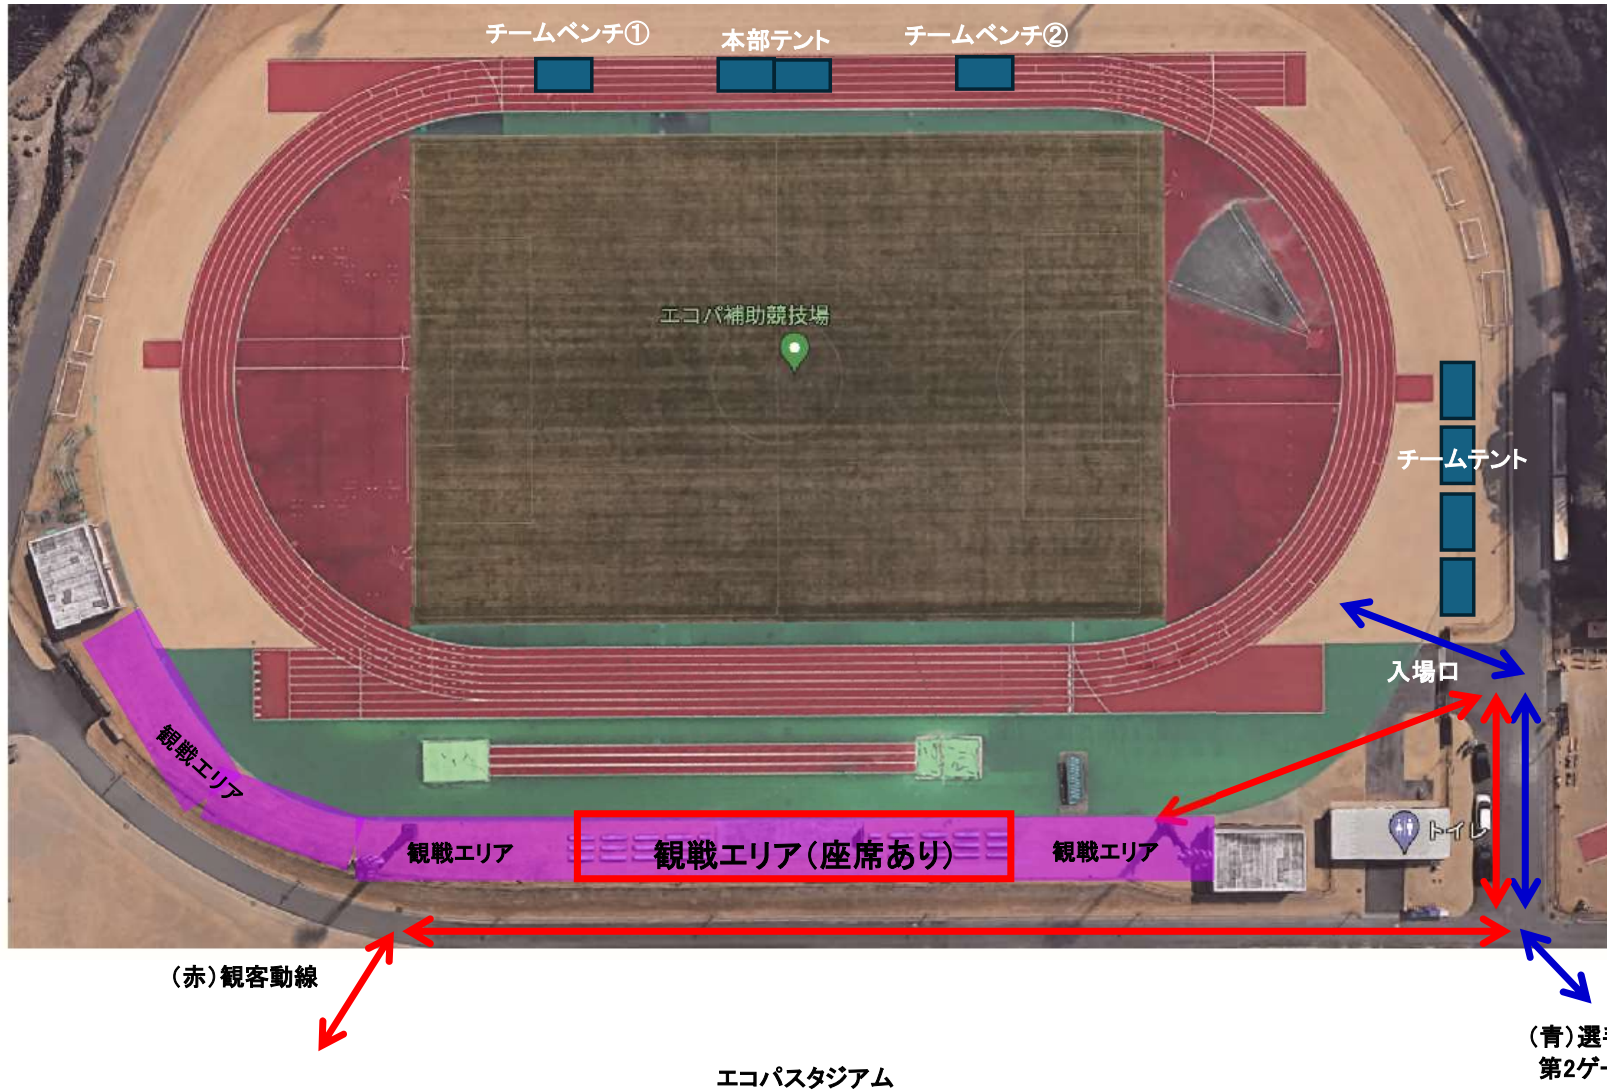 チームベンチ①
本部テント
チームベンチ②
エコパ補助競技場
チームテント
入場口
観戦エリア
観戦エリア
観戦エリア（座席あり）
観戦エリア
トイレ
（赤）観客動線
（青）選
第2ゲー
エコパスタジアム